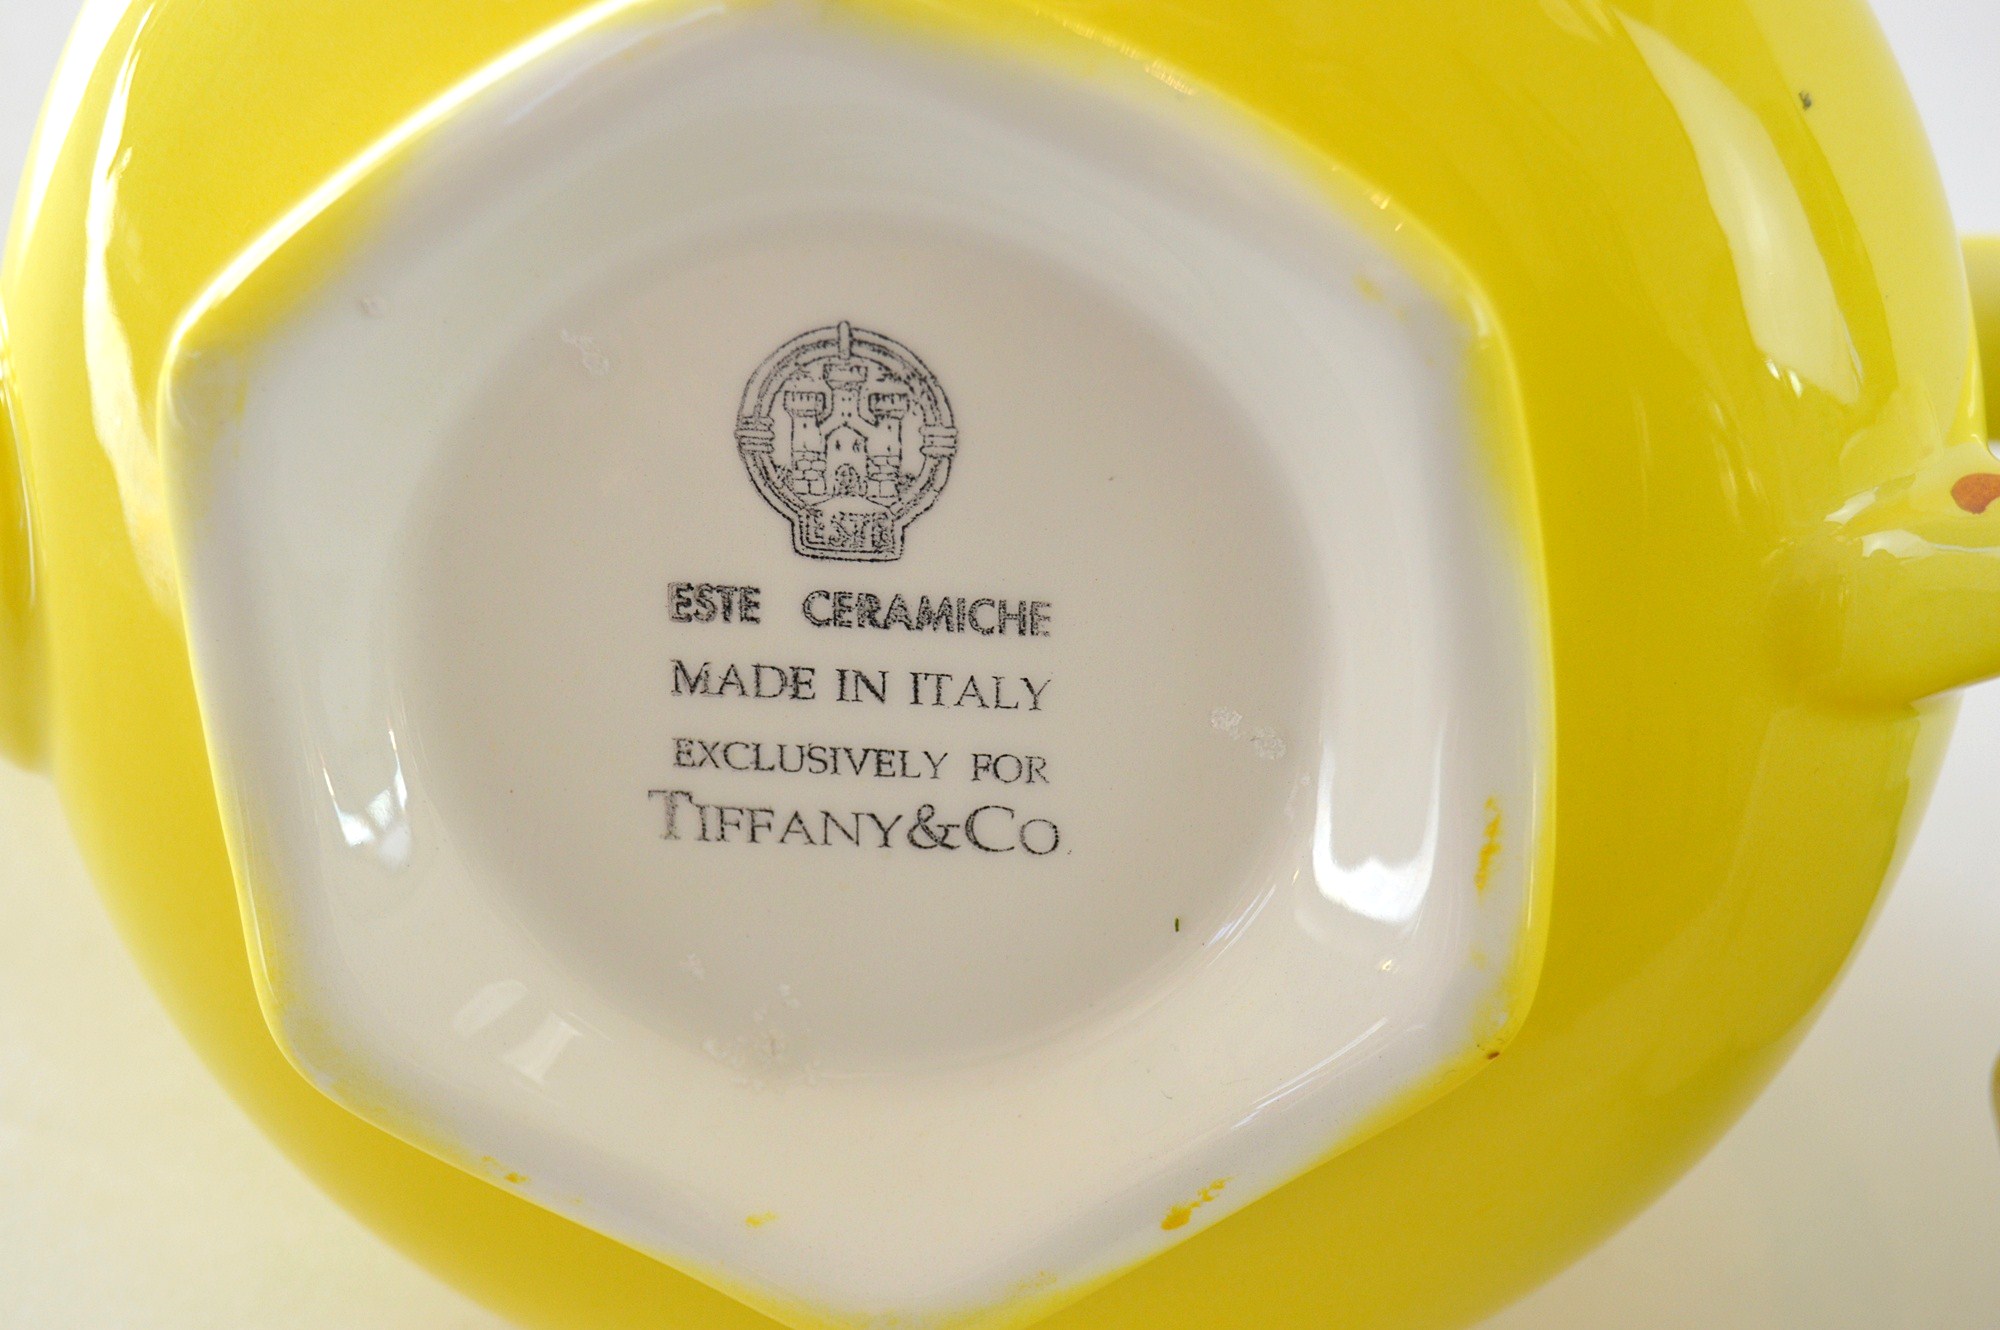 ESTE
ESTE CERAMICHE
MADE IN ITALY
EXCLUSIVELY FOR
TIFFANY & CO.